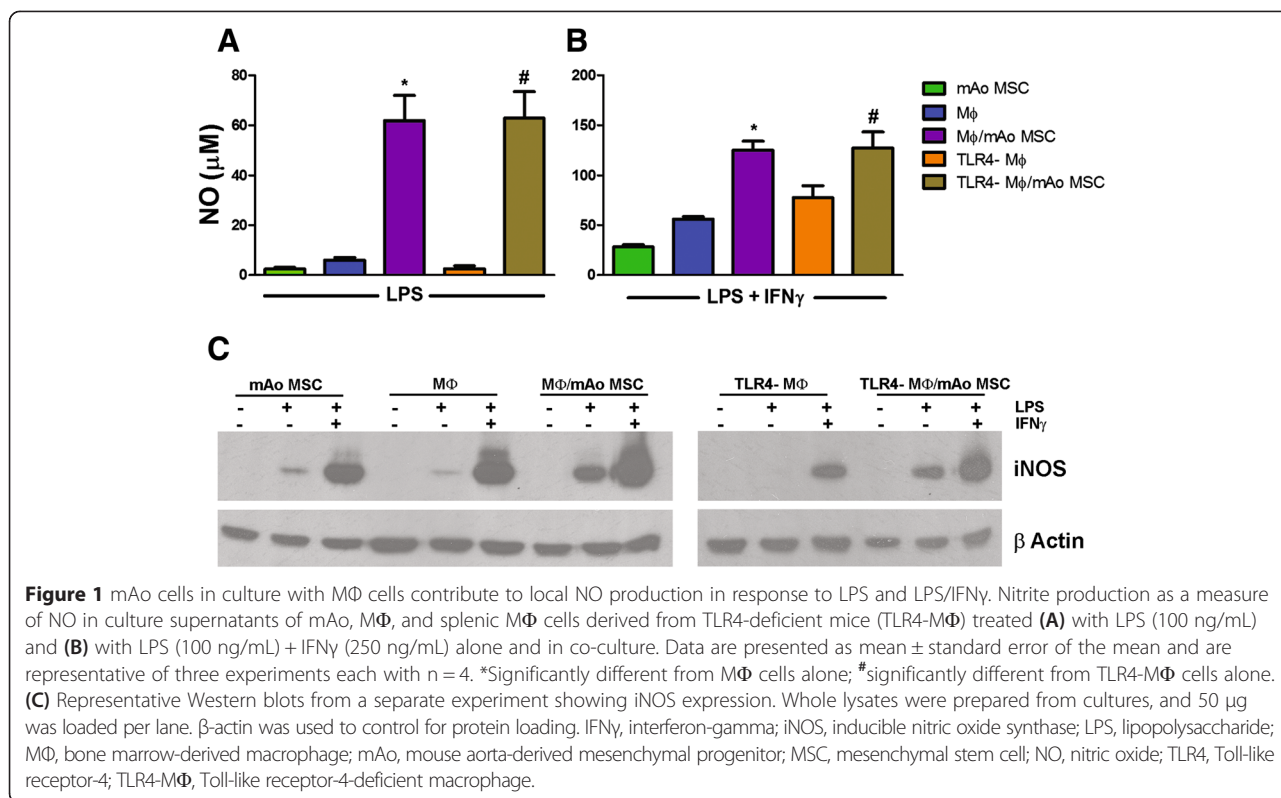 A
B
80
60
40
20
0
NO (μM)
*
#
LPS
200
150
100
50
0
*
#
LPS + IFNγ
mAo MSC
Mϕ
Mϕ/mAo MSC
TLR4- Mϕ
TLR4- Mϕ/mAo MSC
C
mAo MSC MΦ MΦ/mAo MSC TLR4- MΦ TLR4- MΦ/mAo MSC
- + + - + + - + + - + + - + + LPS
- - + - - + - - + - - + - - + IFNγ
iNOS
β Actin
Figure 1 mAo cells in culture with MΦ cells contribute to local NO production in response to LPS and LPS/IFNγ. Nitrite production as a measure
of NO in culture supernatants of mAo, MΦ, and splenic MΦ cells derived from TLR4-deficient mice (TLR4-MΦ) treated (A) with LPS (100 ng/mL)
and (B) with LPS (100 ng/mL) + IFNγ (250 ng/mL) alone and in co-culture. Data are presented as mean ± standard error of the mean and are
representative of three experiments each with n = 4. *Significantly different from MΦ cells alone; #significantly different from TLR4-MΦ cells alone.
(C) Representative Western blots from a separate experiment showing iNOS expression. Whole lysates were prepared from cultures, and 50 μg
was loaded per lane. β-actin was used to control for protein loading. IFNγ, interferon-gamma; iNOS, inducible nitric oxide synthase; LPS, lipopolysaccharide;
MΦ, bone marrow-derived macrophage; mAo, mouse aorta-derived mesenchymal progenitor; MSC, mesenchymal stem cell; NO, nitric oxide; TLR4, Toll-like
receptor-4; TLR4-MΦ, Toll-like receptor-4-deficient macrophage.